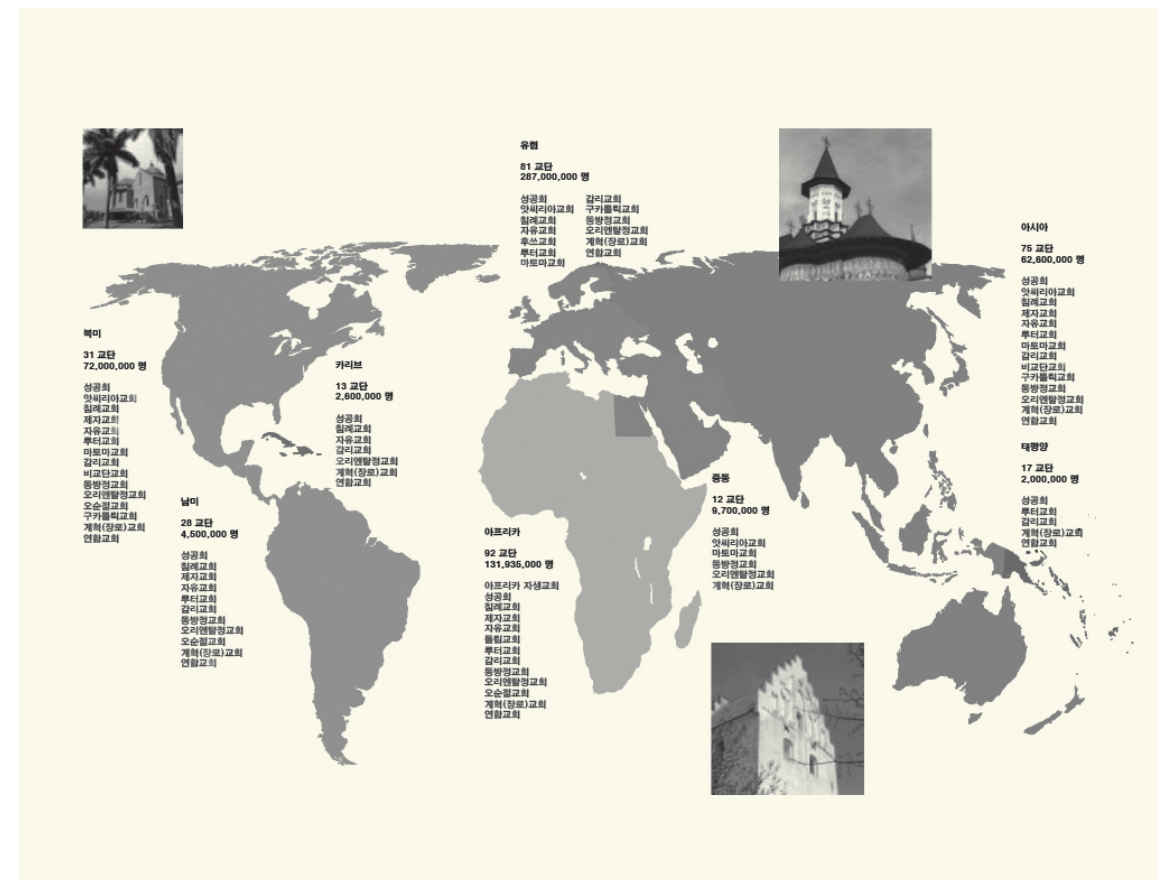 유렵
81 교단
287,000,000 명
성공회
앗씨리아교회
침례교회
자유교회
후쓰교회
루터교회
마토마교회
감리교회
구카톨릭교회
동방정교회
오리엔탈정교회
계혁(장로)교회
연합교회
아시아
75 교단
62,600,000 명
성공회
앗씨리아교회
침례교회
제자교회
자유교회
루터교회
마토마교회
감리교회
비교단교회
구카톨릭교회
동방정교회
오리엔탈정교회
계혁(장로)교회
연합교회
북미
31 교단
72,000,000 명
성공회
앗씨리아교회
침례교회
제자교회
자유교회
루터교회
마토마교회
감리교회
비교단교회
동방정교회
오리엔탈정교회
오순절교회
구카톨릭교회
계혁(장로)교회
연합교회
카리브
13 교단
2,600,000 명
성공회
침례교회
자유교회
감리교회
오리엔탈정교회
계혁(장로)교회
연합교회
태평양
17 교단
2,000,000 명
성공회
루터교회
감리교회
계혁(장로)교회
연합교회
중동
12 교단
9,700,000 명
성공회
앗씨리아교회
마토마교회
동방정교회
오리엔탈정교회
계혁(장로)교회
남미
28 교단
4,500,000 명
성공회
침례교회
제자교회
자유교회
루터교회
감리교회
동방정교회
오리엔탈정교회
오순절교회
계혁(장로)교회
연합교회
아프리카
92 교단
131,935,000 명
아프리카 자생교회
성공회
침례교회
제자교회
자유교회
독립교회
루터교회
감리교회
동방정교회
오리엔탈정교회
오순절교회
계혁(장로)교회
연합교회